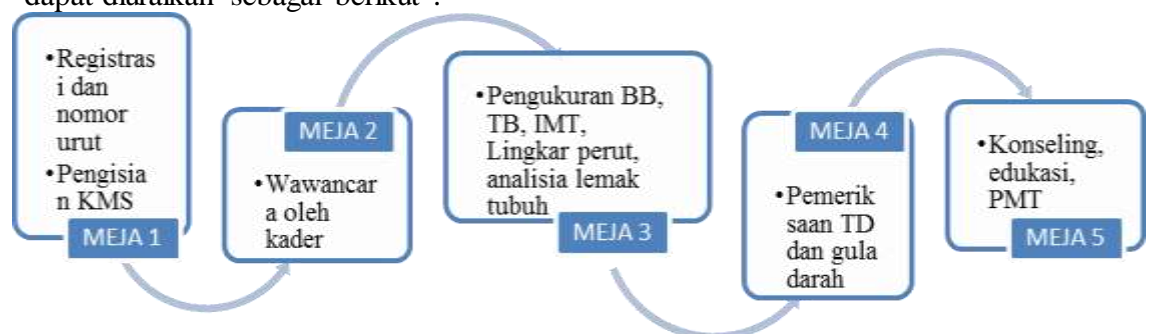 dapat diuraikan sebagai berikut :
•Registras
i dan
nomor
urut
•Pengisia
n KMS
MEJA 1
MEJA 2
•Wawancar
a oleh
kader
•Pengukuran BB,
TB, IMT,
Lingkar perut,
analisia lemak
tubuh
MEJA 3
MEJA 4
•Pemerik
saan TD
dan gula
darah
•Konseling,
edukasi,
PMT
MEJA 5